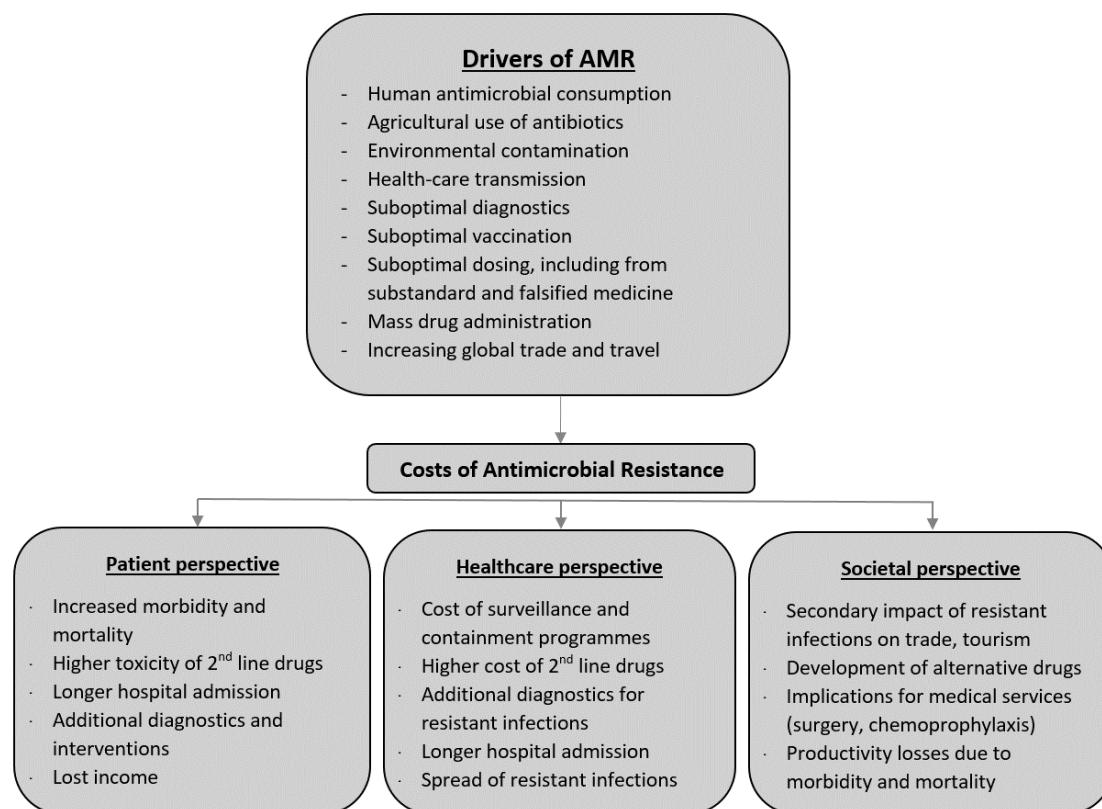 Drivers of AMR
- Human antimicrobial consumption
- Agricultural use of antibiotics
- Environmental contamination
- Health-care transmission
- Suboptimal diagnostics
- Suboptimal vaccination
- Suboptimal dosing, including from
substandard and falsified medicine
- Mass drug administration
- Increasing global trade and travel
Costs of Antimicrobial Resistance
Patient perspective
· Increased morbidity and
mortality
· Higher toxicity of 2nd line drugs
· Longer hospital admission
· Additional diagnostics and
interventions
· Lost income
Healthcare perspective
· Cost of surveillance and
containment programmes
· Higher cost of 2nd line drugs
· Additional diagnostics for
resistant infections
· Longer hospital admission
· Spread of resistant infections
Societal perspective
· Secondary impact of resistant
infections on trade, tourism
· Development of alternative drugs
· Implications for medical services
(surgery, chemoprophylaxis)
· Productivity losses due to
morbidity and mortality